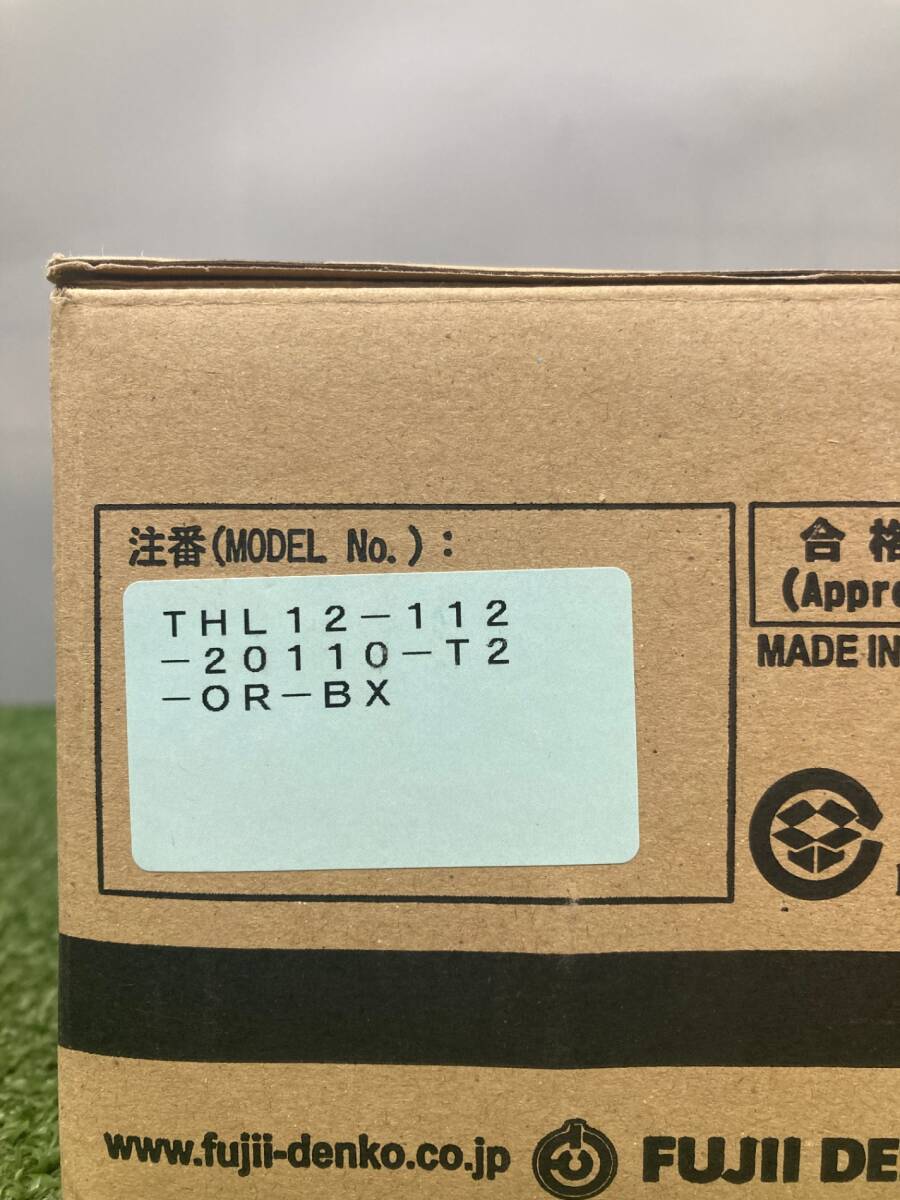 注番(MODEL No.):
THL12-112
-20110-T2
-OR-BX
合格
(Appr
MADE IN
www.fujii-denko.co.jp
FUJII DE